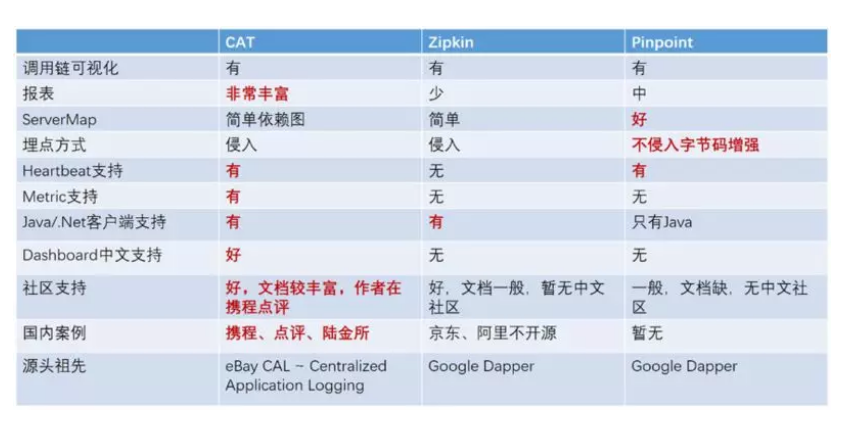 CAT Zipkin Pinpoint
调用链可视化 有 有 有
报表 非常丰富 少 中
ServerMap 简单依赖图 简单 好
埋点方式 侵入 侵入 不侵入字节码增强
Heartbeat支持 有 无 有
Metric支持 有 无 无
Java/.Net客户端支持 有 有 只有Java
Dashboard中文支持 好 无 无
社区支持 好，文档较丰富，作者在携程点评 好，文档一般，暂无中文社区 一般，文档缺，无中文社区
国内案例 携程、点评、陆金所 京东、阿里不开源 暂无
源头祖先 eBay CAL – Centralized Application Logging Google Dapper Google Dapper